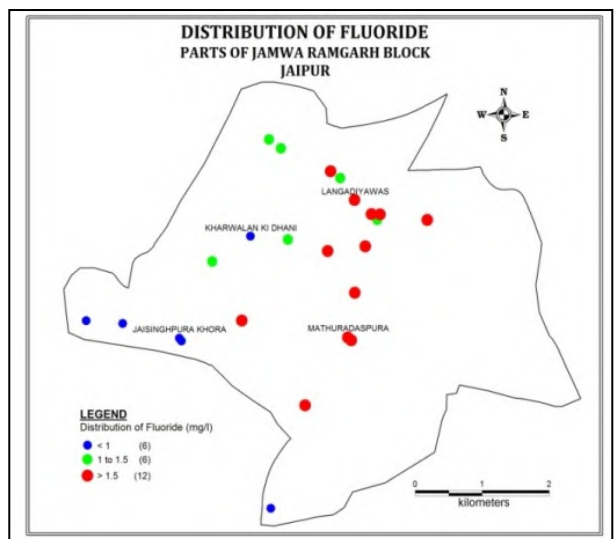 DISTRIBUTION OF FLUORIDE
PARTS OF JAMWA RAMGARH BLOCK
JAIPUR
N
W E
S
LANGADIYAWAS
KHARWALAN KI DHANI
JAISINGHPURA KHORA
MATHURADASPURA
LEGEND
Distribution of Fluoride (mg/l)
< 1 (6)
1 to 1.5 (6)
> 1.5 (12)
0 1 2
kilometers